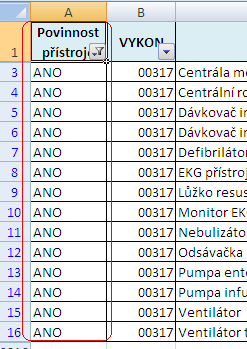 A B
1 Povinnost přístroje VYKON
3 ANO 00317 Centrála
4 ANO 00317 Centrální
5 ANO 00317 Dávkovač
6 ANO 00317 Dávkovač
7 ANO 00317 Defibrilátor
8 ANO 00317 EKG přístroj
9 ANO 00317 Lůžko resus
10 ANO 00317 Monitor EK
11 ANO 00317 Nebulizáto
12 ANO 00317 Odsávačka
13 ANO 00317 Pumpa ente
14 ANO 00317 Pumpa infu
15 ANO 00317 Ventilátor
16 ANO 00317 Ventilátor